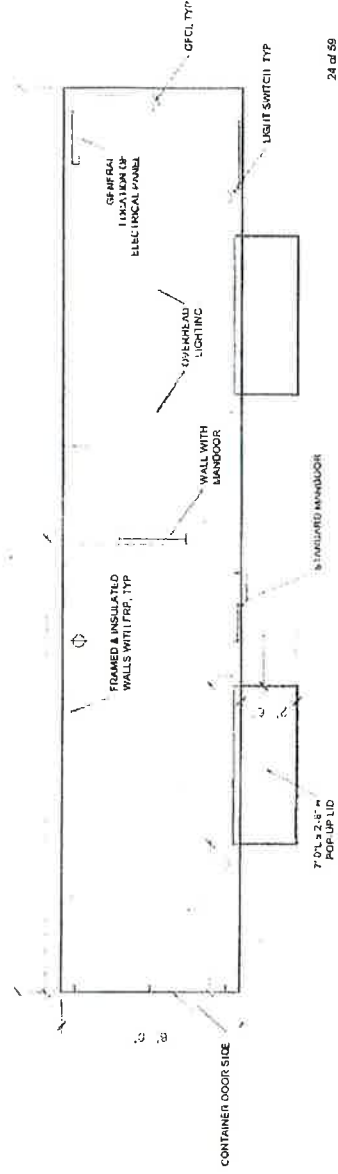 GFCI, TYP
GENERAL
LOCATION OF
ELECTRICAL PANEL
LIGHT SWITCH, TYP
OVERHEAD
LIGHTING
WALL WITH
MANDOOR
FRAMED & INSULATED
WALLS WITH FRP, TYP
STANDARD MANDOOR
POP-UP LID
CONTAINER DOOR SIDE
24 of 59